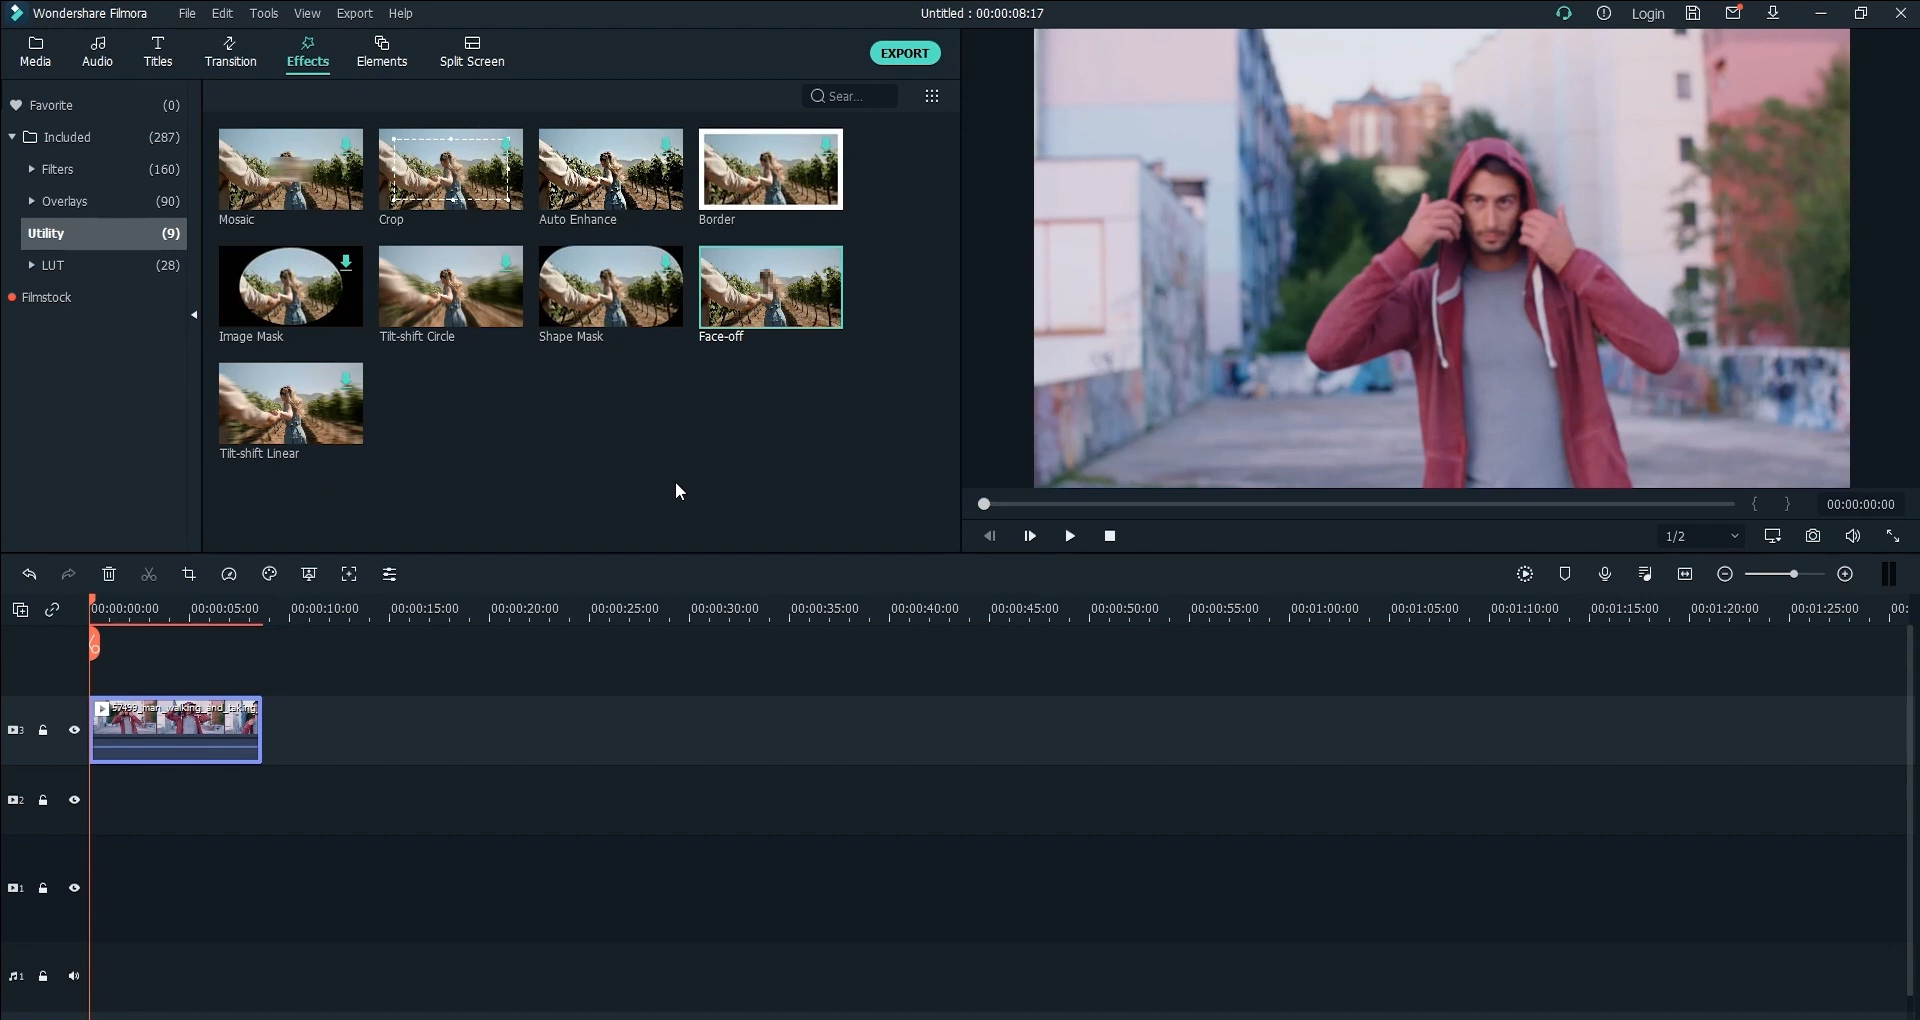 Wondershare Filmora File Edit Tools View Export Help Untitled : 00:00:08:17 Login
Media Audio Titles Transition Effects Elements Split Screen EXPORT
Sear...
Favorite (0)
Included (287)
Filters (160)
Overlays (90)
Utility (9)
LUT (28)
Filmstock
Mosaic Crop Auto Enhance Border
Image Mask Tilt-shift Circle Shape Mask Face-off
Tilt-shift Linear
{ } 00:00:00:00
1/2
00:00:00:00 00:00:05:00 00:00:10:00 00:00:15:00 00:00:20:00 00:00:25:00 00:00:30:00 00:00:35:00 00:00:40:00 00:00:45:00 00:00:50:00 00:00:55:00 00:01:00:00 00:01:05:00 00:01:10:00 00:01:15:00 00:01:20:00 00:01:25:00 00:
57499_man_walking_and_taking_
3
2
1
1